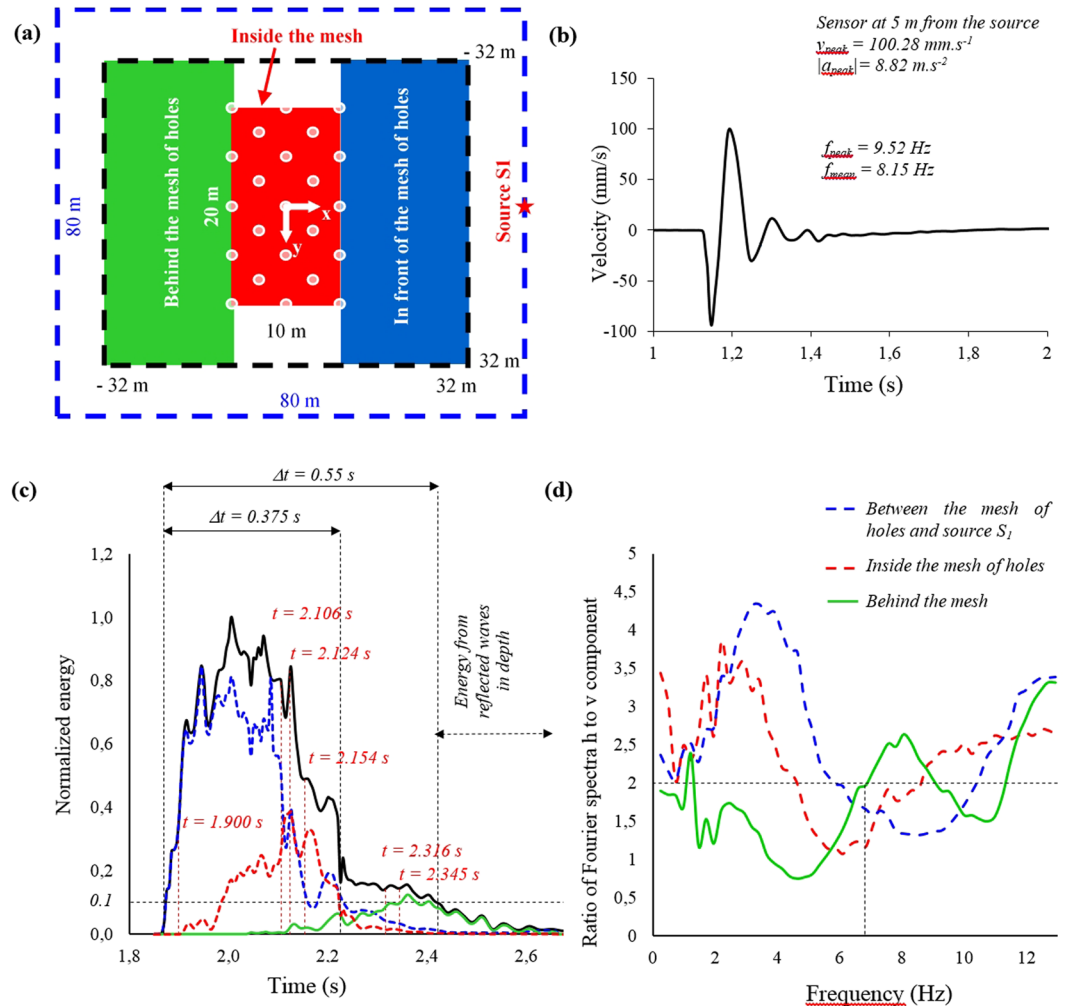 (a)
Inside the mesh
- 32 m
Behind the mesh of holes
20 m
x
y
In front of the mesh of holes
Source S1
80 m
10 m
32 m
- 32 m
32 m
80 m
(b)
Sensor at 5 m from the source
vpeak = 100.28 mm.s-1
|apeak|= 8.82 m.s-2
fpeak = 9.52 Hz
fmean = 8.15 Hz
Velocity (mm/s)
150
100
50
0
-50
-100
1
1,2
1,4
1,6
1,8
2
Time (s)
(c)
Δt = 0.55 s
Δt = 0.375 s
Normalized energy
1,2
1,0
0,8
0,6
0,4
0,2
0.1
0,0
t = 2.106 s
t = 2.124 s
t = 2.154 s
t = 1.900 s
t = 2.316 s
t = 2.345 s
Energy from
reflected waves
in depth
1,8
2,0
2,2
2,4
2,6
Time (s)
(d)
Between the mesh of
holes and source S1
Inside the mesh of holes
Behind the mesh
Ratio of Fourier spectra h to v component
5
4,5
4
3,5
3
2,5
2
1,5
1
0,5
0
0
2
4
6
8
10
12
Frequency (Hz)